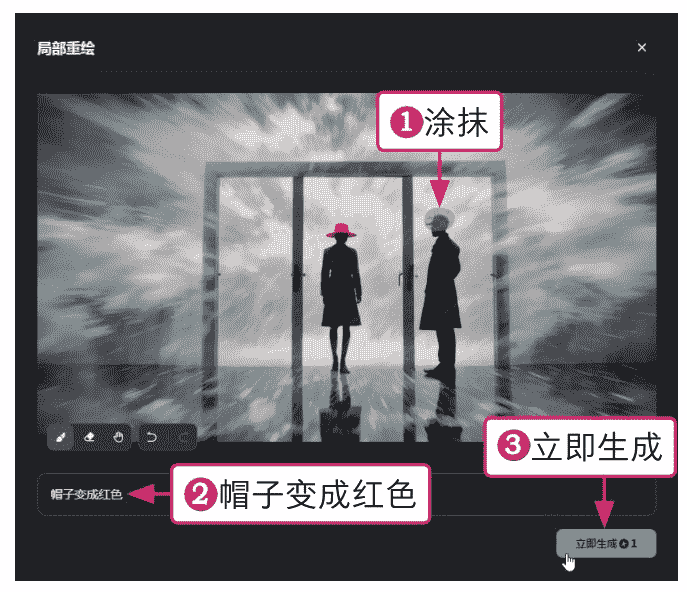 局部重绘
❶涂抹
❸立即生成
帽子变成红色
❷帽子变成红色
立即生成 1